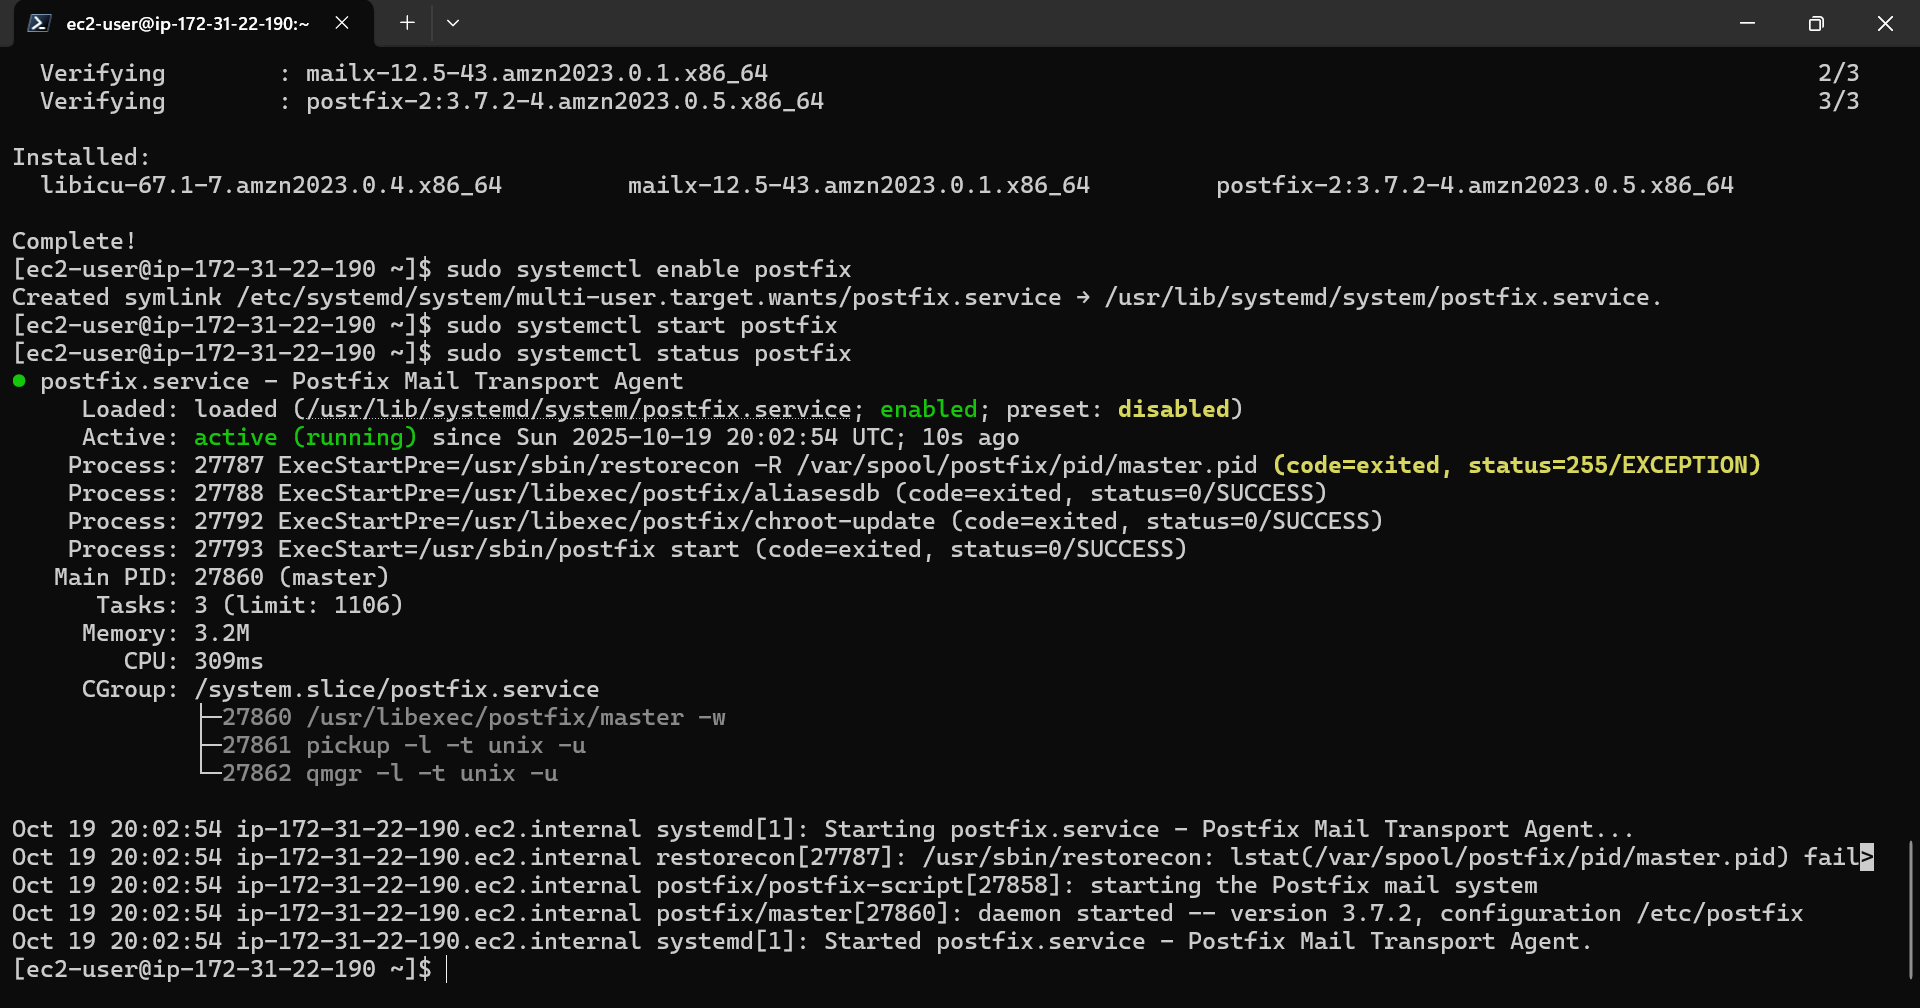 ec2-user@ip-172-31-22-190:~
  Verifying        : mailx-12.5-43.amzn2023.0.1.x86_64                                                                           2/3
  Verifying        : postfix-2:3.7.2-4.amzn2023.0.5.x86_64                                                                       3/3
Installed:
  libicu-67.1-7.amzn2023.0.4.x86_64         mailx-12.5-43.amzn2023.0.1.x86_64         postfix-2:3.7.2-4.amzn2023.0.5.x86_64
Complete!
[ec2-user@ip-172-31-22-190 ~]$ sudo systemctl enable postfix
Created symlink /etc/systemd/system/multi-user.target.wants/postfix.service → /usr/lib/systemd/system/postfix.service.
[ec2-user@ip-172-31-22-190 ~]$ sudo systemctl start postfix
[ec2-user@ip-172-31-22-190 ~]$ sudo systemctl status postfix
● postfix.service - Postfix Mail Transport Agent
     Loaded: loaded (/usr/lib/systemd/system/postfix.service; enabled; preset: disabled)
     Active: active (running) since Sun 2025-10-19 20:02:54 UTC; 10s ago
    Process: 27787 ExecStartPre=/usr/sbin/restorecon -R /var/spool/postfix/pid/master.pid (code=exited, status=255/EXCEPTION)
    Process: 27788 ExecStartPre=/usr/libexec/postfix/aliasesdb (code=exited, status=0/SUCCESS)
    Process: 27792 ExecStartPre=/usr/libexec/postfix/chroot-update (code=exited, status=0/SUCCESS)
    Process: 27793 ExecStart=/usr/sbin/postfix start (code=exited, status=0/SUCCESS)
   Main PID: 27860 (master)
      Tasks: 3 (limit: 1106)
     Memory: 3.2M
        CPU: 309ms
     CGroup: /system.slice/postfix.service
             ├─27860 /usr/libexec/postfix/master -w
             ├─27861 pickup -l -t unix -u
             └─27862 qmgr -l -t unix -u
Oct 19 20:02:54 ip-172-31-22-190.ec2.internal systemd[1]: Starting postfix.service - Postfix Mail Transport Agent...
Oct 19 20:02:54 ip-172-31-22-190.ec2.internal restorecon[27787]: /usr/sbin/restorecon: lstat(/var/spool/postfix/pid/master.pid) fail>
Oct 19 20:02:54 ip-172-31-22-190.ec2.internal postfix/postfix-script[27858]: starting the Postfix mail system
Oct 19 20:02:54 ip-172-31-22-190.ec2.internal postfix/master[27860]: daemon started -- version 3.7.2, configuration /etc/postfix
Oct 19 20:02:54 ip-172-31-22-190.ec2.internal systemd[1]: Started postfix.service - Postfix Mail Transport Agent.
[ec2-user@ip-172-31-22-190 ~]$